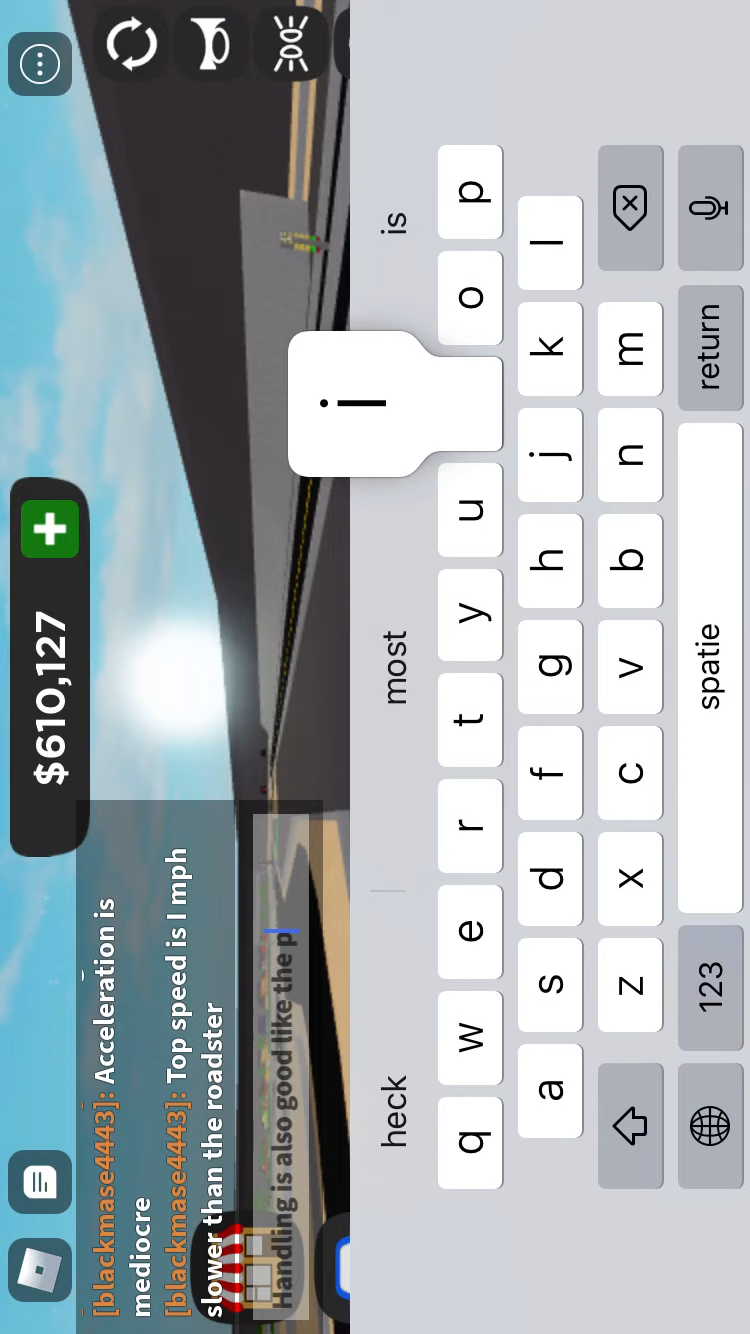 $610,127
[blackmase4443]: Acceleration is
mediocre
[blackmase4443]: Top speed is I mph
slower than the roadster
Handling is also good like the p
heck most is
q w e r t y u i o p
a s d f g h j k l
z x c v b n m
123 spatie return